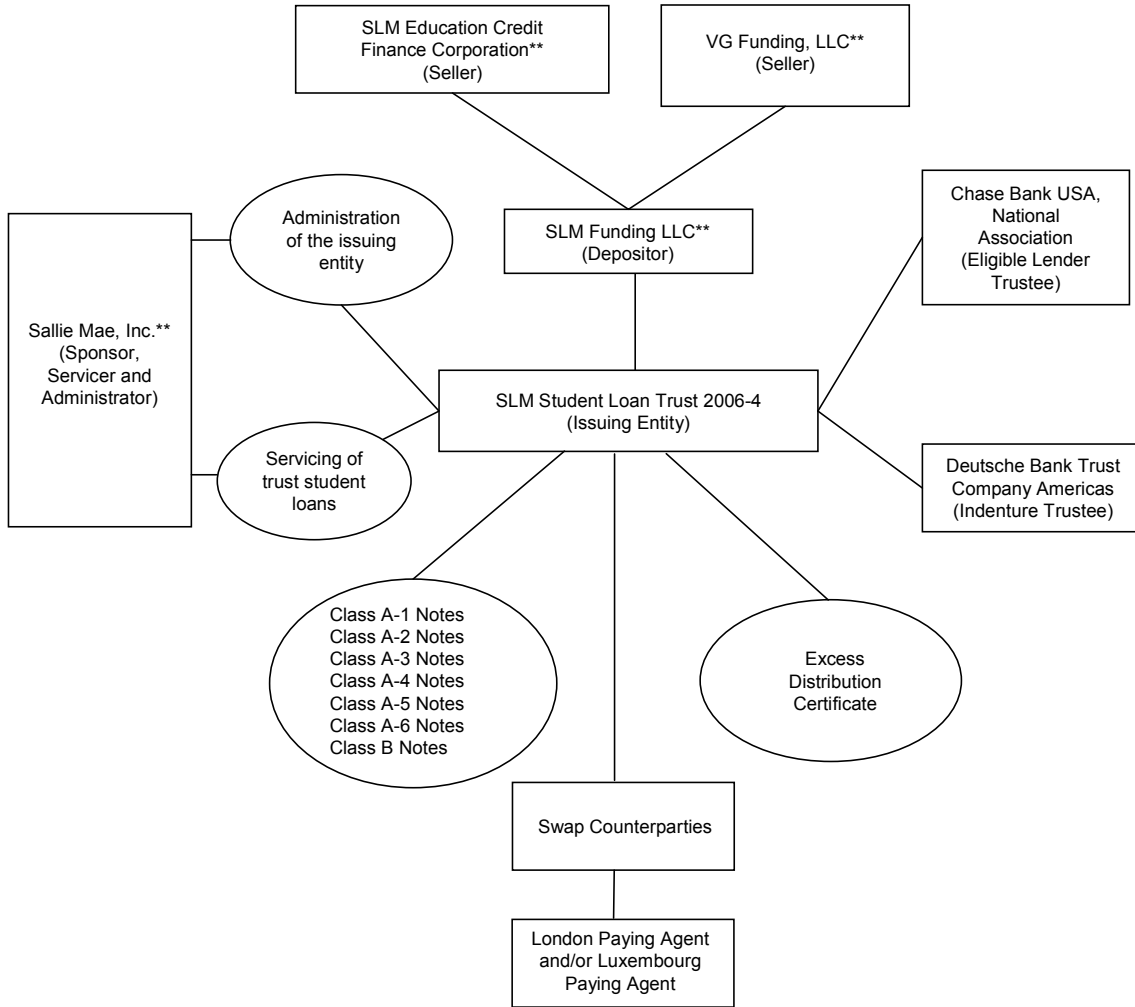 SLM Education Credit
Finance Corporation**
(Seller)
VG Funding, LLC**
(Seller)
Administration
of the issuing
entity
SLM Funding LLC**
(Depositor)
Chase Bank USA,
National
Association
(Eligible Lender
Trustee)
Sallie Mae, Inc.**
(Sponsor,
Servicer and
Administrator)
SLM Student Loan Trust 2006-4
(Issuing Entity)
Servicing of
trust student
loans
Deutsche Bank Trust
Company Americas
(Indenture Trustee)
Class A-1 Notes
Class A-2 Notes
Class A-3 Notes
Class A-4 Notes
Class A-5 Notes
Class A-6 Notes
Class B Notes
Excess
Distribution
Certificate
Swap Counterparties
London Paying Agent
and/or Luxembourg
Paying Agent